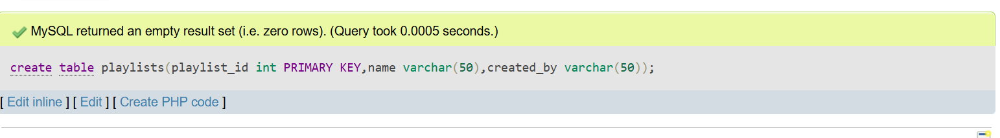 MySQL returned an empty result set (i.e. zero rows). (Query took 0.0005 seconds.)
create table playlists(playlist_id int PRIMARY KEY,name varchar(50),created_by varchar(50));
[ Edit inline ] [ Edit ] [ Create PHP code ]